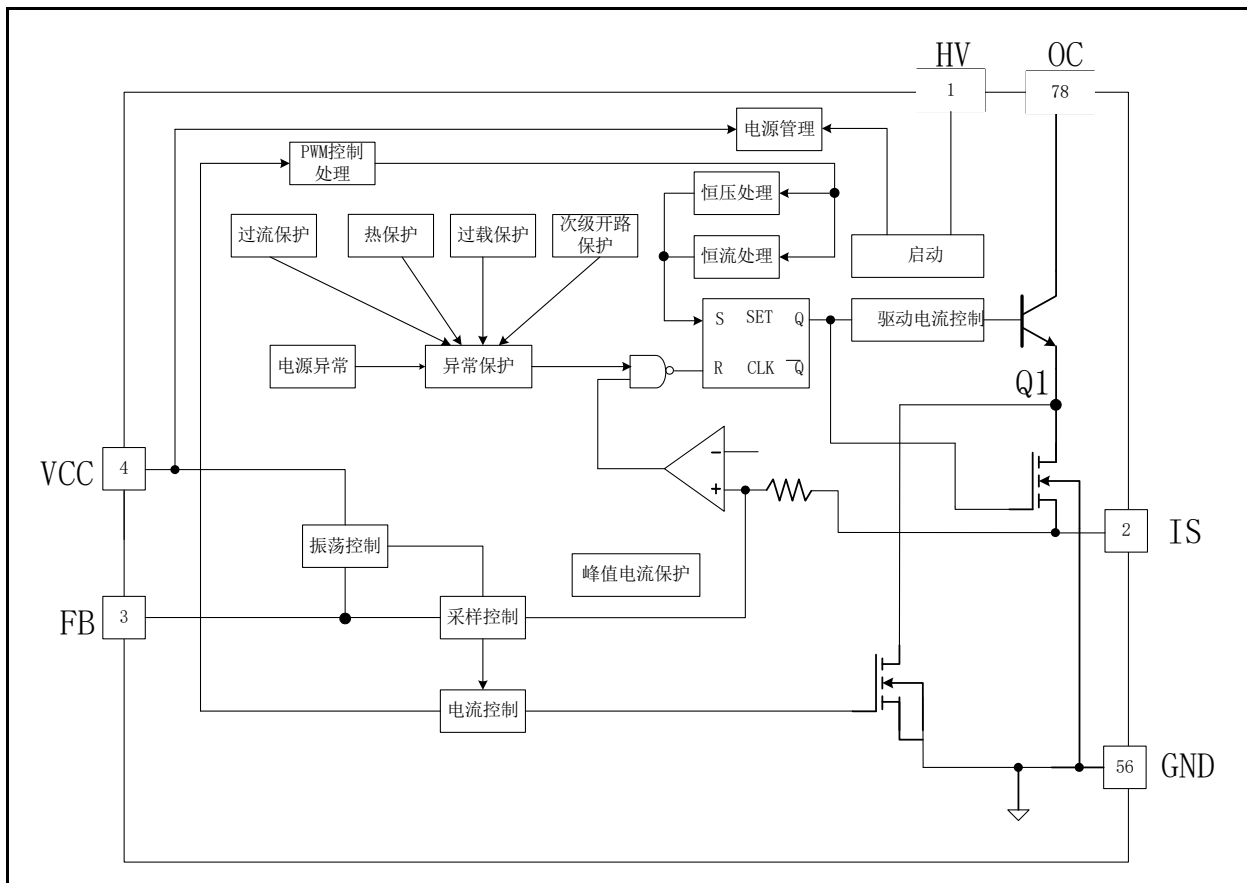 HV
OC
1
78
电源管理
PWM控制
处理
恒压处理
过流保护
热保护
过载保护
次级开路
保护
恒流处理
启动
S SET Q
驱动电流控制
电源异常
异常保护
R CLK Q
Q1
VCC
4
-
+
2
IS
振荡控制
峰值电流保护
FB
3
采样控制
电流控制
56
GND